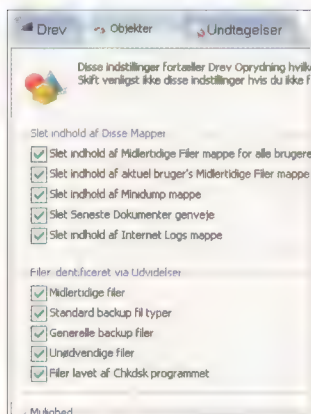 Drev
Objekter
Undtagelser
Disse indstillinger fortæller Drev Oprydning
Skift venligst ikke disse indstillinger hvis du ikke
Slet indhold af Disse Mapper
Slet indhold af Midlertidige Filer mappe for alle brugere
Slet indhold af aktuel bruger's Midlertidige Filer mappe
Slet indhold af Minidump mappe
Slet Seneste Dokumenter genveje
Slet indhold af Internet Logs mappe
Filer identificeret via Udvidelser
Midlertidige filer
Standard backup fil typer
Generelle backup filer
Unødvendige filer
Filer lavet af Chkdsk programmet
Mulighed